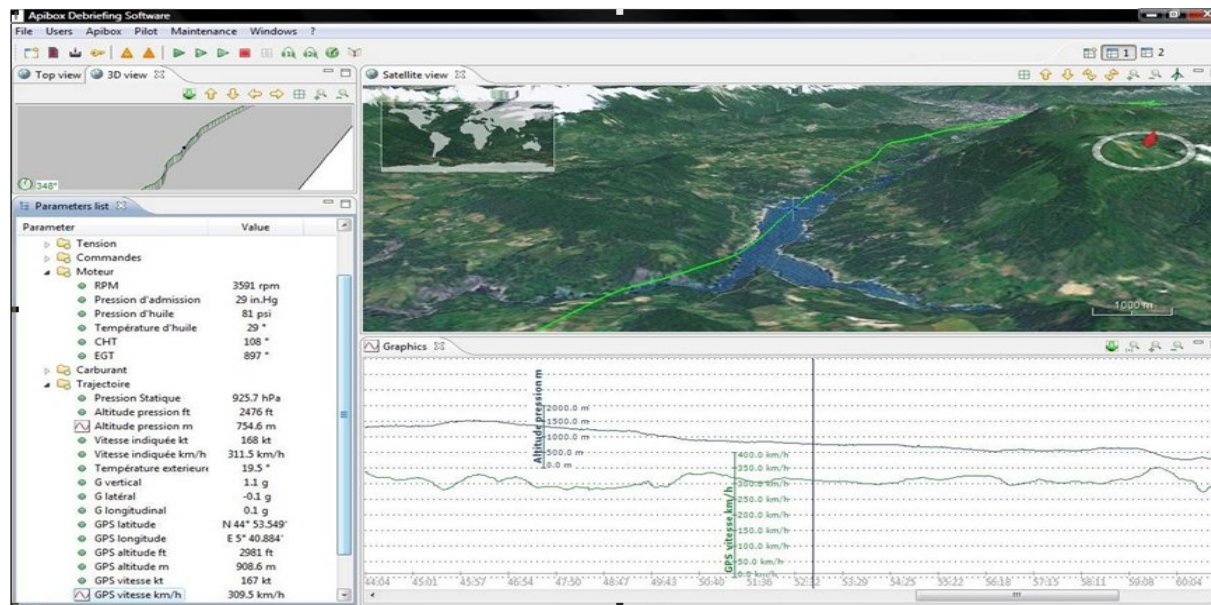 Apibox Debriefing Software
File Users Apibox Pilot Maintenance Windows ?
1 2
Top view 3D view
348°
Satellite view
1000 m
Parameters list
Parameter Value
Tension
Commandes
Moteur
RPM 3591 rpm
Pression d'admission 29 in.Hg
Pression d'huile 81 psi
Température d'huile 29 °
CHT 108 °
EGT 897 °
Carburant
Trajectoire
Pression Statique 925.7 hPa
Altitude pression ft 2476 ft
Altitude pression m 754.6 m
Vitesse indiquée kt 168 kt
Vitesse indiquée km/h 311.5 km/h
Température exterieure 19.5 °
G vertical 1.1 g
G latéral -0.1 g
G longitudinal 0.1 g
GPS latitude N 44° 53.549'
GPS longitude E 5° 40.884'
GPS altitude ft 2981 ft
GPS altitude m 908.6 m
GPS vitesse kt 167 kt
GPS vitesse km/h 309.5 km/h
Graphics
Altitude pression m
2000.0 m
1500.0 m
1000.0 m
500.0 m
0.0 m
GPS vitesse km/h
400.0 km/h
350.0 km/h
300.0 km/h
250.0 km/h
200.0 km/h
150.0 km/h
100.0 km/h
50.0 km/h
0.0 km/h
44:04 45:01 45:57 46:54 47:50 48:47 49:43 50:40 51:36 52:32 53:29 54:25 55:22 56:18 57:15 58:11 59:08 60:04